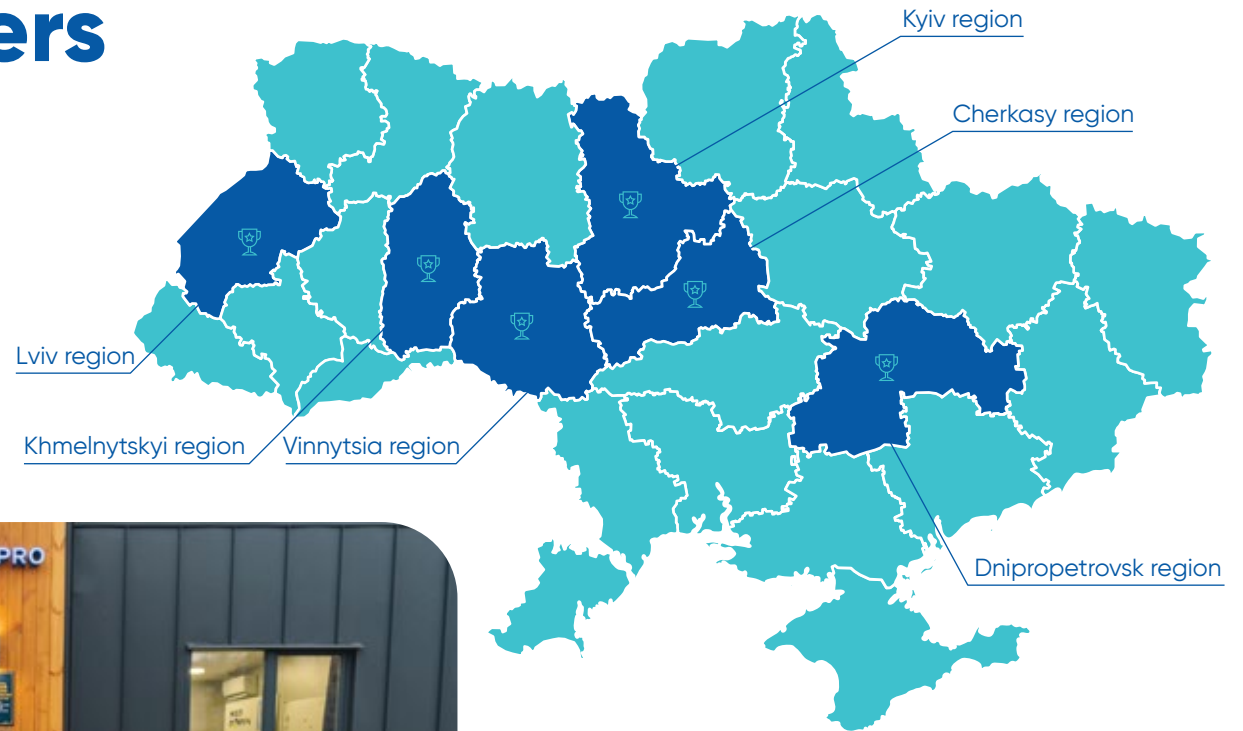 ers
Kyiv region
Cherkasy region
Lviv region
Khmelnytskyi region
Vinnytsia region
PRO
Dnipropetrovsk region